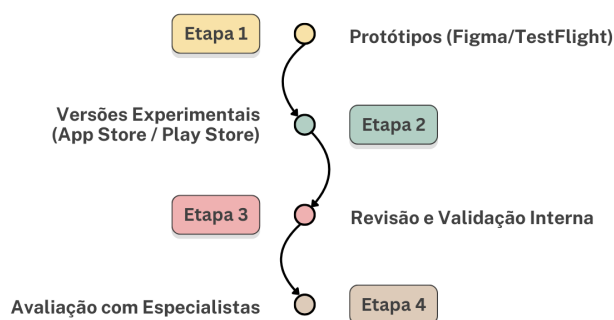 Etapa 1
Protótipos (Figma/TestFlight)
Versões Experimentais
(App Store / Play Store)
Etapa 2
Etapa 3
Revisão e Validação Interna
Avaliação com Especialistas
Etapa 4